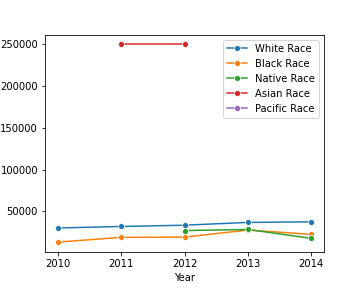 250000
200000
150000
100000
50000
2010 2011 2012 2013 2014
Year
White Race
Black Race
Native Race
Asian Race
Pacific Race